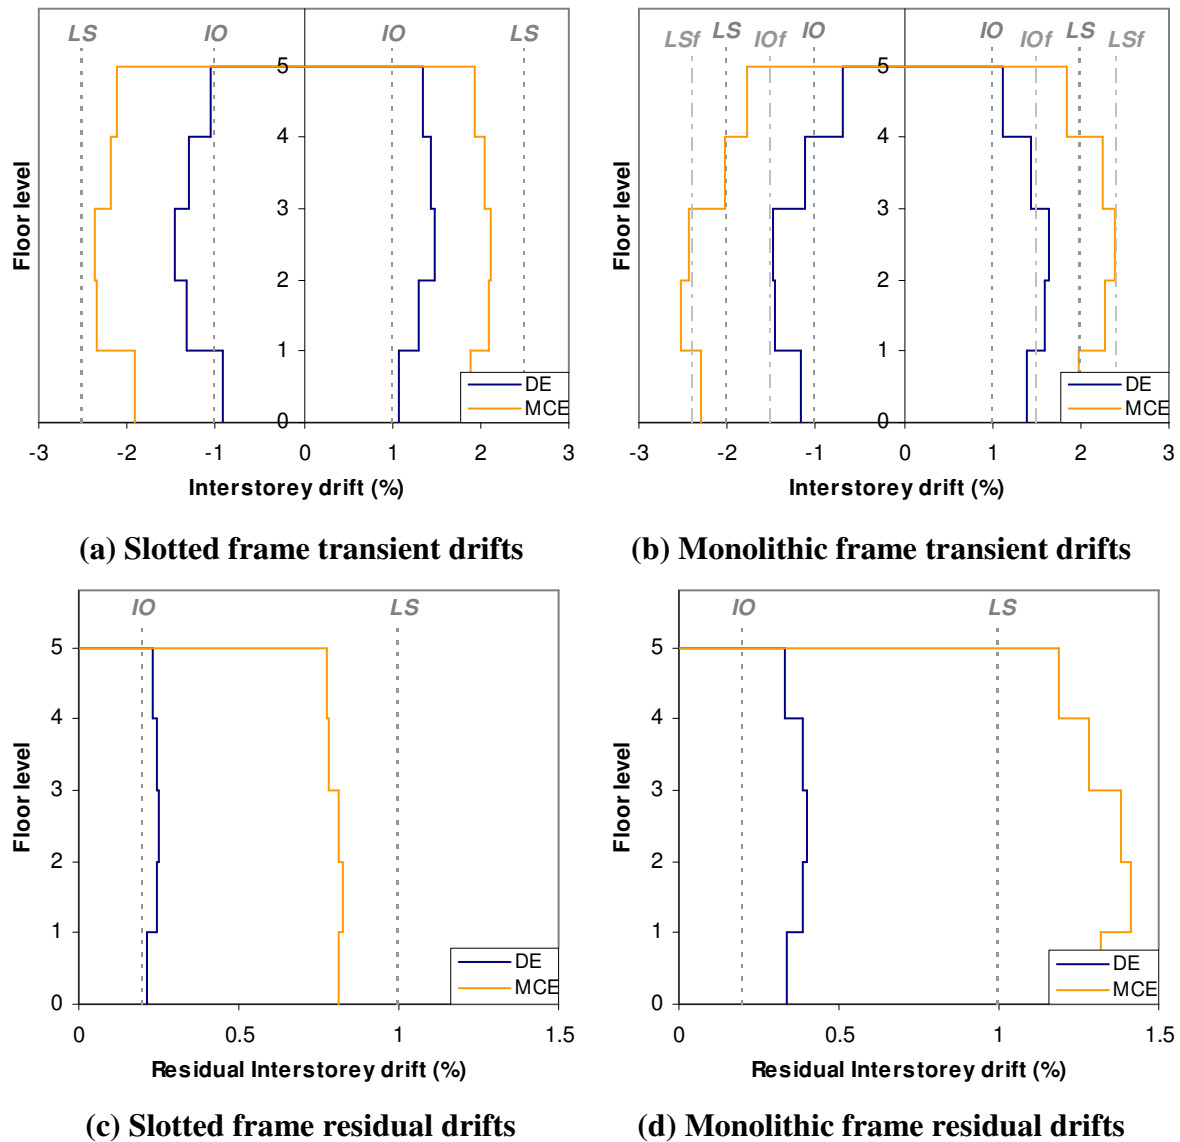 LS IO IO LS
5
4
3
2
1
0
Floor level
DE
MCE
-3 -2 -1 0 1 2 3
Interstorey drift (%)
(a) Slotted frame transient drifts
LSf LS IOf IO IO IOf LS LSf
5
4
3
2
1
0
Floor level
DE
MCE
-3 -2 -1 0 1 2 3
Interstorey drift (%)
(b) Monolithic frame transient drifts
IO LS
5
4
3
2
1
0
Floor level
DE
MCE
0 0.5 1 1.5
Residual Interstorey drift (%)
(c) Slotted frame residual drifts
IO LS
5
4
3
2
1
0
Floor level
DE
MCE
0 0.5 1 1.5
Residual Interstorey drift (%)
(d) Monolithic frame residual drifts